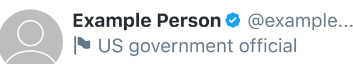 Example Person @example...
US government official